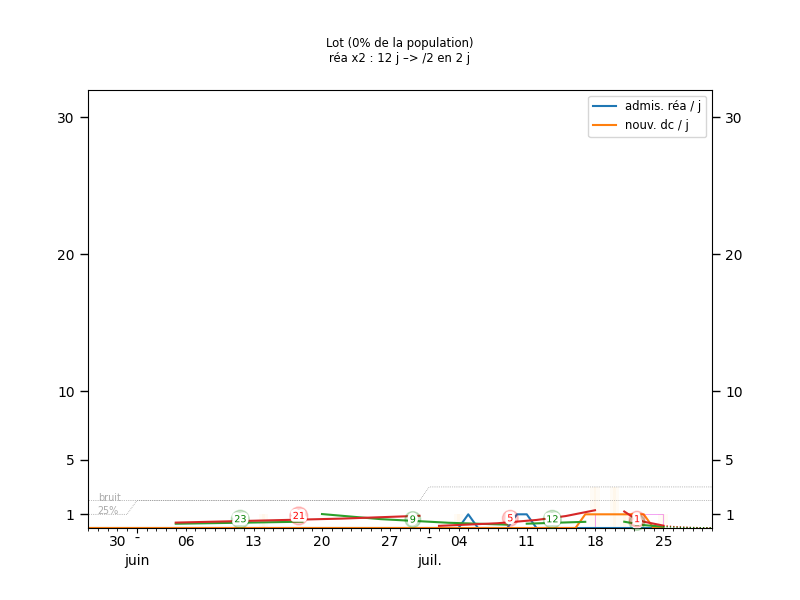 Lot (0% de la population)
réa x2 : 12 j –> /2 en 2 j
admis. réa / j
nouv. dc / j
30 30
20 20
10 10
5 5
bruit
25%
1 1
23 21 9 5 12 1
30 06 13 20 27 04 11 18 25
juin juil.